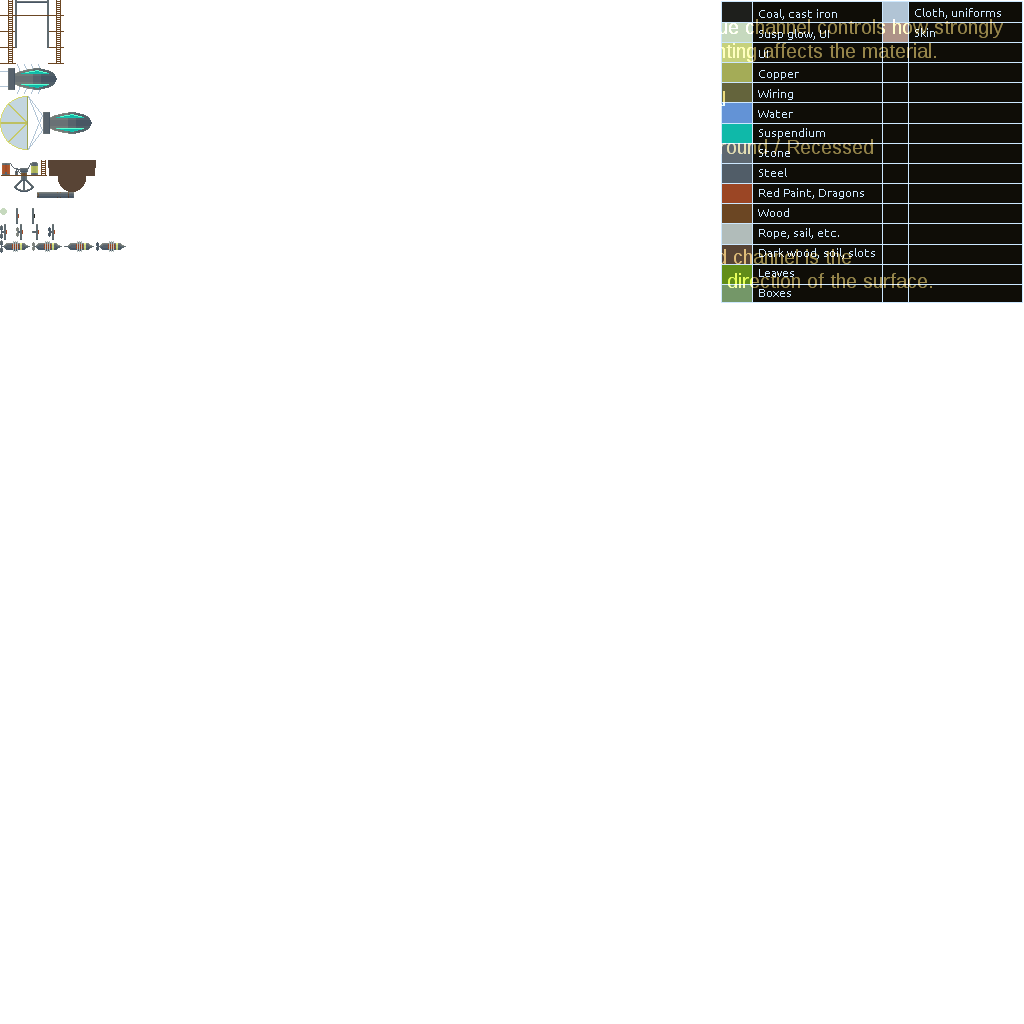 Coal, cast iron
Cloth, uniforms
ue channel controls how strongly
Susp glow, UI
Skin
UI
nting affects the material.
Copper
Wiring
Water
Suspendium
ound / Recessed
Stone
Steel
Red Paint, Dragons
Wood
Rope, sail, etc.
Dark wood, soil, slots
d channel is the
Leaves
direction of the surface.
Boxes